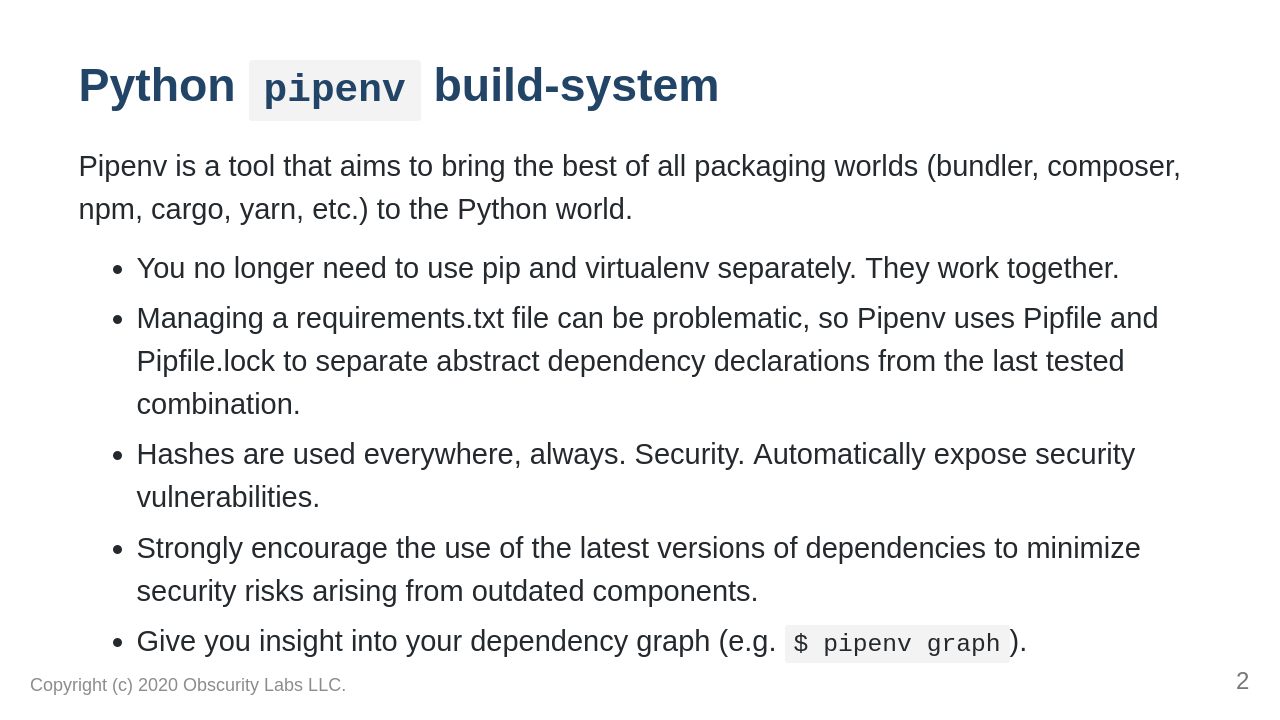 Python pipenv build-system
Pipenv is a tool that aims to bring the best of all packaging worlds (bundler, composer,
npm, cargo, yarn, etc.) to the Python world.
• You no longer need to use pip and virtualenv separately. They work together.
• Managing a requirements.txt file can be problematic, so Pipenv uses Pipfile and
Pipfile.lock to separate abstract dependency declarations from the last tested
combination.
• Hashes are used everywhere, always. Security. Automatically expose security
vulnerabilities.
• Strongly encourage the use of the latest versions of dependencies to minimize
security risks arising from outdated components.
• Give you insight into your dependency graph (e.g. $ pipenv graph).
Copyright (c) 2020 Obscurity Labs LLC.
2